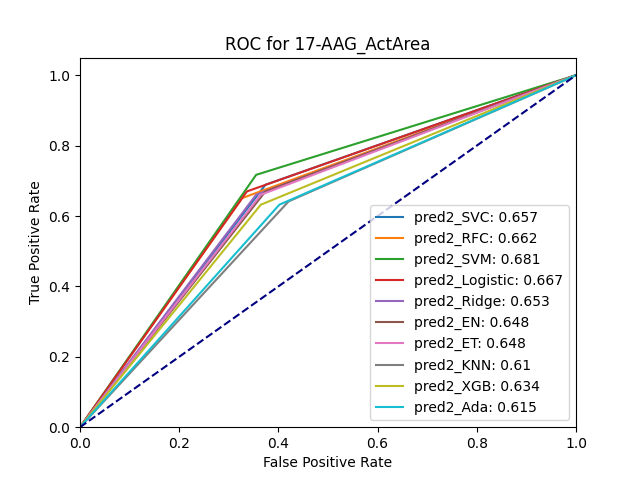 ROC for 17-AAG_ActArea
True Positive Rate
1.0
0.8
0.6
0.4
0.2
0.0
pred2_SVC: 0.657
pred2_RFC: 0.662
pred2_SVM: 0.681
pred2_Logistic: 0.667
pred2_Ridge: 0.653
pred2_EN: 0.648
pred2_ET: 0.648
pred2_KNN: 0.61
pred2_XGB: 0.634
pred2_Ada: 0.615
0.0 0.2 0.4 0.6 0.8 1.0
False Positive Rate